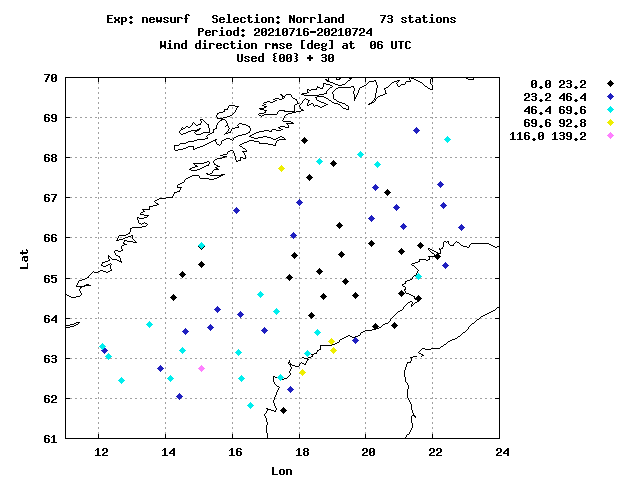 Exp: newsurf   Selection: Norrland     73 stations
Period: 20210716-20210724
Wind direction rmse [deg] at  06 UTC
Used {00} + 30
0.0 23.2
23.2 46.4
46.4 69.6
69.6 92.8
116.0 139.2
70
69
68
67
66
65
64
63
62
61
Lat
12 14 16 18 20 22 24
Lon